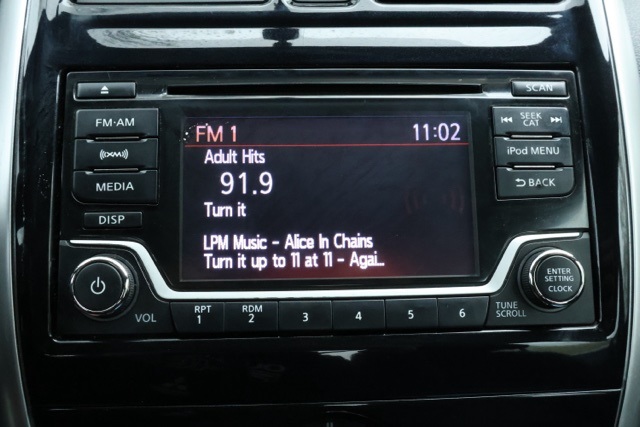 SCAN
FM·AM
SEEK
CAT
((XM))
iPod MENU
MEDIA
BACK
DISP
FM 1 11:02
Adult Hits
91.9
Turn it
LPM Music - Alice In Chains
Turn it up to 11 at 11 - Agai...
VOL
RPT
1
RDM
2
3
4
5
6
TUNE
SCROLL
ENTER
SETTING
CLOCK